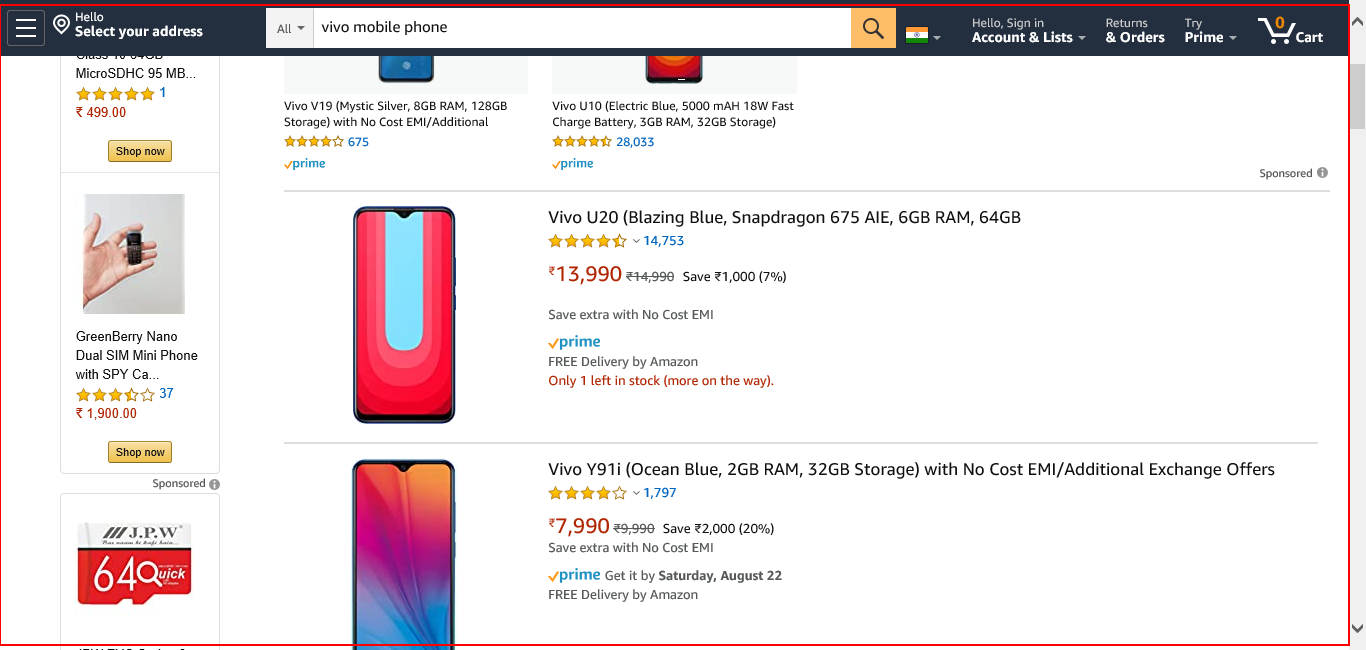 Hello
Select your address
All
vivo mobile phone
Hello, Sign in
Account & Lists
Returns
& Orders
Try
Prime
0
Cart
MicroSDHC 95 MB...
1
₹ 499.00
Shop now
GreenBerry Nano
Dual SIM Mini Phone
with SPY Ca...
37
₹ 1,900.00
Shop now
Sponsored
J.P.W
64 Quick
Vivo V19 (Mystic Silver, 8GB RAM, 128GB
Storage) with No Cost EMI/Additional
675
prime
Vivo U10 (Electric Blue, 5000 mAH 18W Fast
Charge Battery, 3GB RAM, 32GB Storage)
28,033
prime
Sponsored
Vivo U20 (Blazing Blue, Snapdragon 675 AIE, 6GB RAM, 64GB
14,753
₹13,990 ₹14,990 Save ₹1,000 (7%)
Save extra with No Cost EMI
prime
FREE Delivery by Amazon
Only 1 left in stock (more on the way).
Vivo Y91i (Ocean Blue, 2GB RAM, 32GB Storage) with No Cost EMI/Additional Exchange Offers
1,797
₹7,990 ₹9,990 Save ₹2,000 (20%)
Save extra with No Cost EMI
prime Get it by Saturday, August 22
FREE Delivery by Amazon